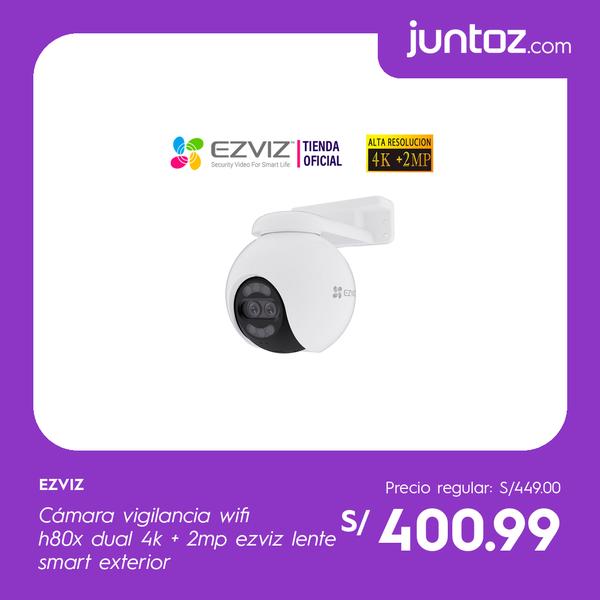 juntoz.com
EZVIZ™
Security Video For Smart Life
TIENDA
OFICIAL
ALTA RESOLUCION
4K +2MP
EZVIZ
EZVIZ
Cámara vigilancia wifi
h80x dual 4k + 2mp ezviz lente
smart exterior
Precio regular: S/449.00
S/ 400.99